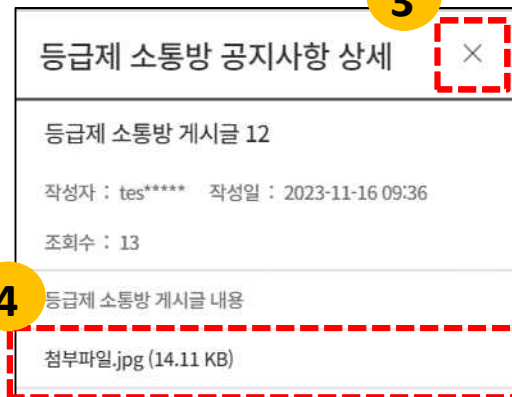 3
등급제 소통방 공지사항 상세 ×
등급제 소통방 게시글 12
작성자 : tes***** 작성일 : 2023-11-16 09:36
조회수 : 13
4
등급제 소통방 게시글 내용
첨부파일.jpg (14.11 KB)